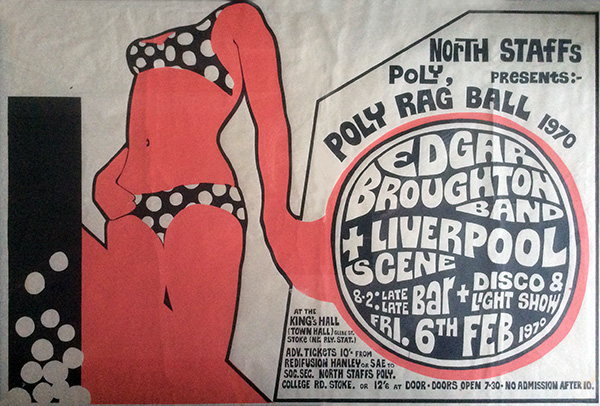 NORTH STAFFS
POLY, PRESENTS:-
POLY RAG BALL 1970
EDGAR
BROUGHTON
BAND
+ LIVERPOOL
SCENE
8-2. LATE LATE BAR + DISCO & LIGHT SHOW
FRI. 6TH FEB 1970
AT THE
KING'S HALL
(TOWN HALL) GLEBE ST.
STOKE (NR. RLY. STAT.)
ADV. TICKETS 10'- FROM
REDIFUSION HANLEY OR SAE TO
SOC. SEC. NORTH STAFFS POLY.
COLLEGE RD. STOKE. OR 12'6 AT DOOR • DOORS OPEN 7-30 • NO ADMISSION AFTER 10.